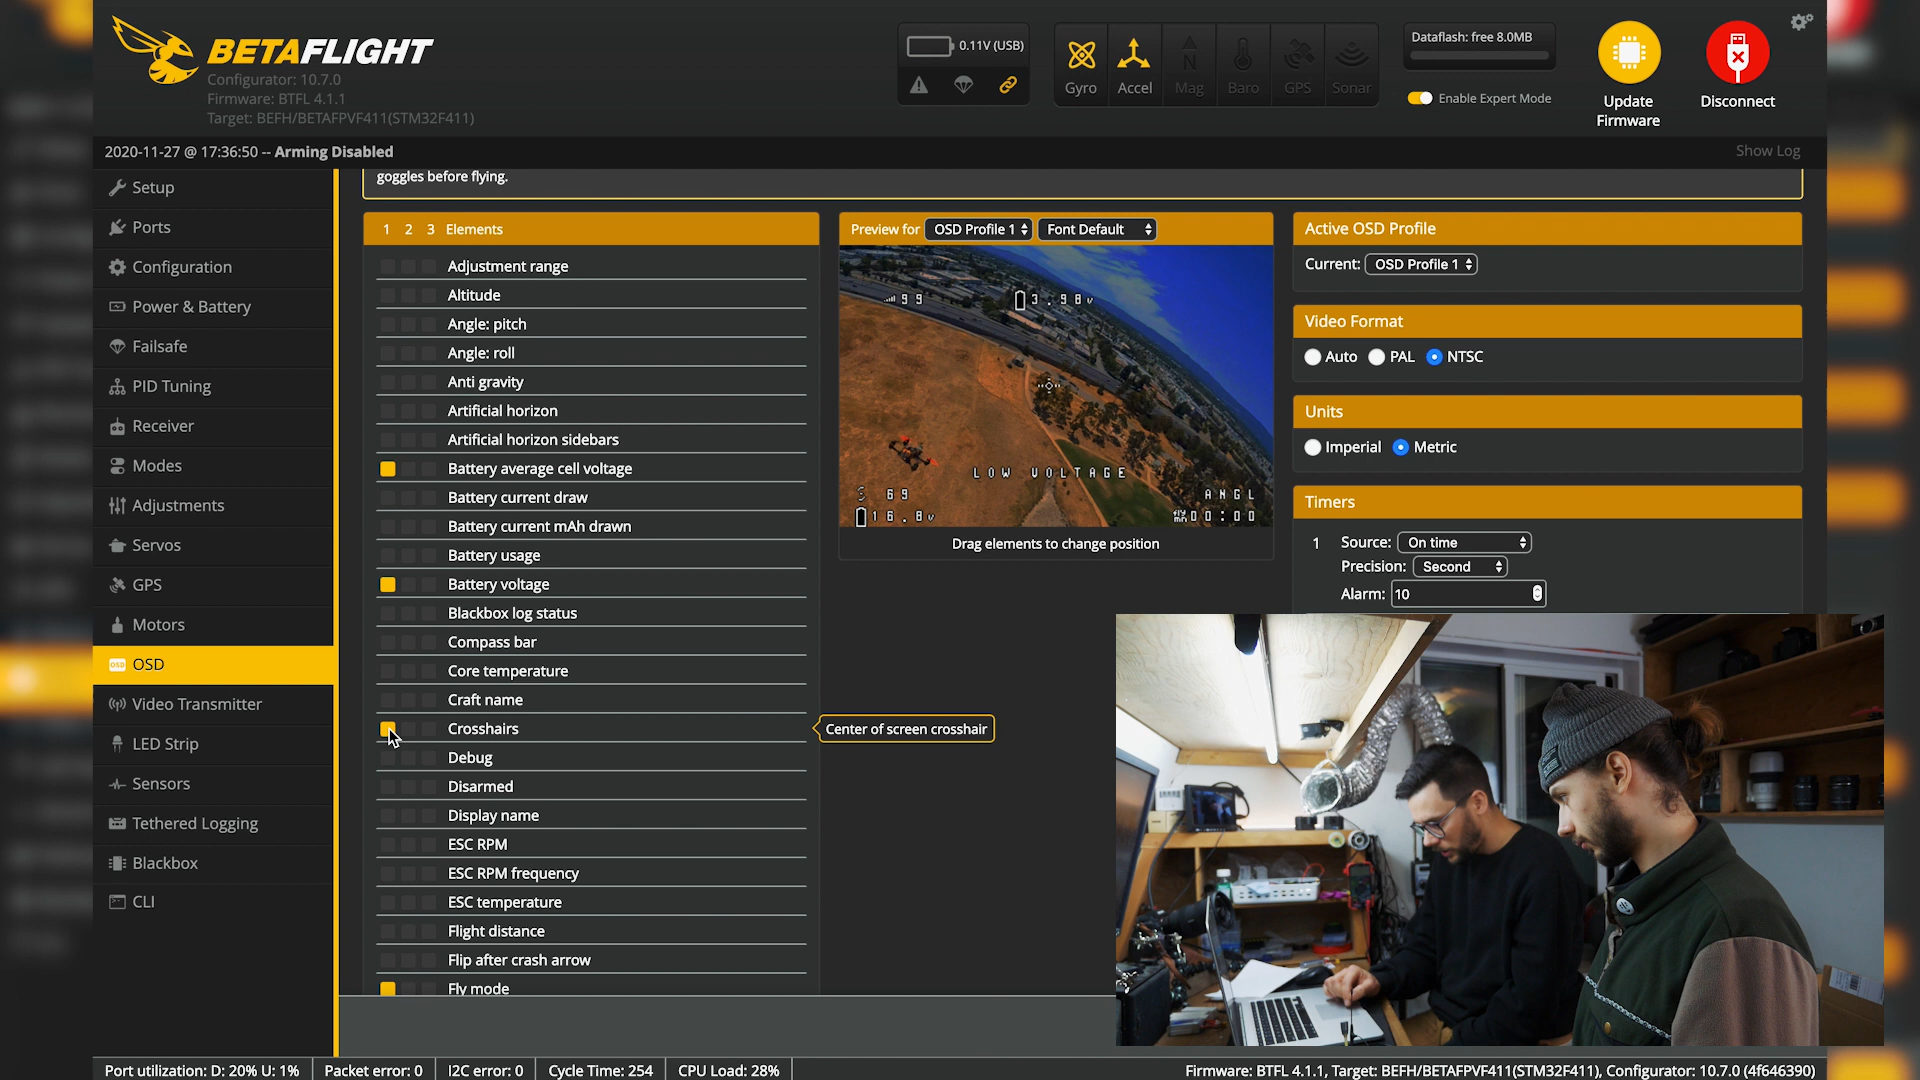 BETAFLIGHT
Configurator: 10.7.0
Firmware: BTFL 4.1.1
Target: BEFH/BETAFPVF411(STM32F411)
0.11V (USB)
Gyro
Accel
Mag
Baro
GPS
Sonar
Dataflash: free 8.0MB
Enable Expert Mode
Update
Firmware
Disconnect
2020-11-27 @ 17:36:50 -- Arming Disabled
Show Log
Setup
Ports
Configuration
Power & Battery
Failsafe
PID Tuning
Receiver
Modes
Adjustments
Servos
GPS
Motors
OSD OSD
Video Transmitter
LED Strip
Sensors
Tethered Logging
Blackbox
CLI
goggles before flying.
1 2 3 Elements
Adjustment range
Altitude
Angle: pitch
Angle: roll
Anti gravity
Artificial horizon
Artificial horizon sidebars
Battery average cell voltage
Battery current draw
Battery current mAh drawn
Battery usage
Battery voltage
Blackbox log status
Compass bar
Core temperature
Craft name
Crosshairs
Center of screen crosshair
Debug
Disarmed
Display name
ESC RPM
ESC RPM frequency
ESC temperature
Flight distance
Flip after crash arrow
Fly mode
Preview for OSD Profile 1 Font Default
99 3.98v
LOW VOLTAGE
69 ANGL
16.8v 00:00
Drag elements to change position
Active OSD Profile
Current: OSD Profile 1
Video Format
Auto PAL NTSC
Units
Imperial Metric
Timers
1 Source: On time
Precision: Second
Alarm: 10
Port utilization: D: 20% U: 1%
Packet error: 0
I2C error: 0
Cycle Time: 254
CPU Load: 28%
Firmware: BTFL 4.1.1, Target: BEFH/BETAFPVF411(STM32F411), Configurator: 10.7.0 (4f646390)